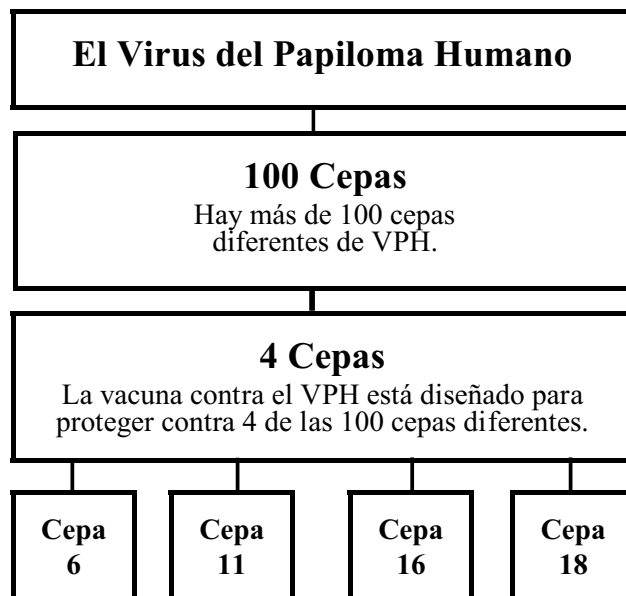 El Virus del Papiloma Humano
100 Cepas
Hay más de 100 cepas
diferentes de VPH.
4 Cepas
La vacuna contra el VPH está diseñado para
proteger contra 4 de las 100 cepas diferentes.
Cepa
6
Cepa
11
Cepa
16
Cepa
18